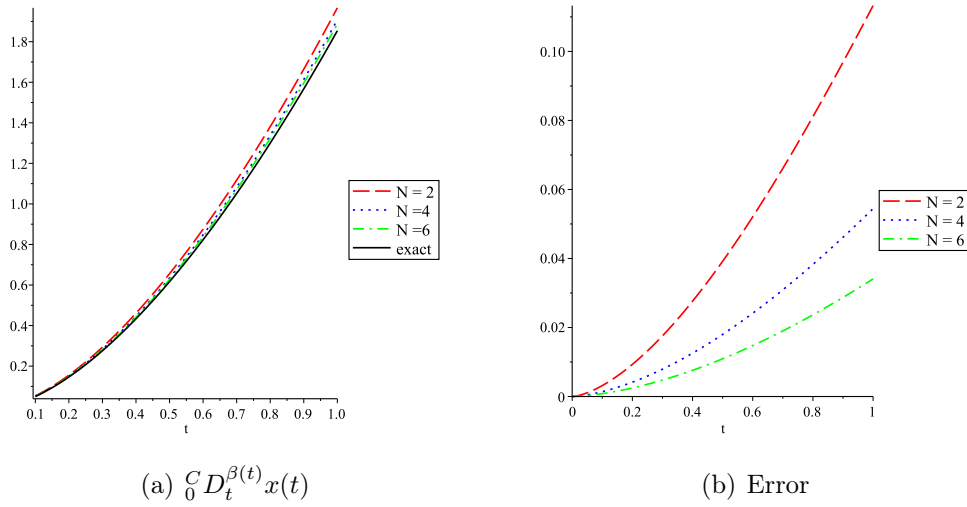 1.8
1.6
1.4
1.2
1.0
0.8
0.6
0.4
0.2
0.1 0.2 0.3 0.4 0.5 0.6 0.7 0.8 0.9 1.0
t
N = 2
N =4
N =6
exact
(a) ${}_0^C D_t^{\beta(t)} x(t)$
0.10
0.08
0.06
0.04
0.02
0
0 0.2 0.4 0.6 0.8 1
t
N = 2
N = 4
N = 6
(b) Error